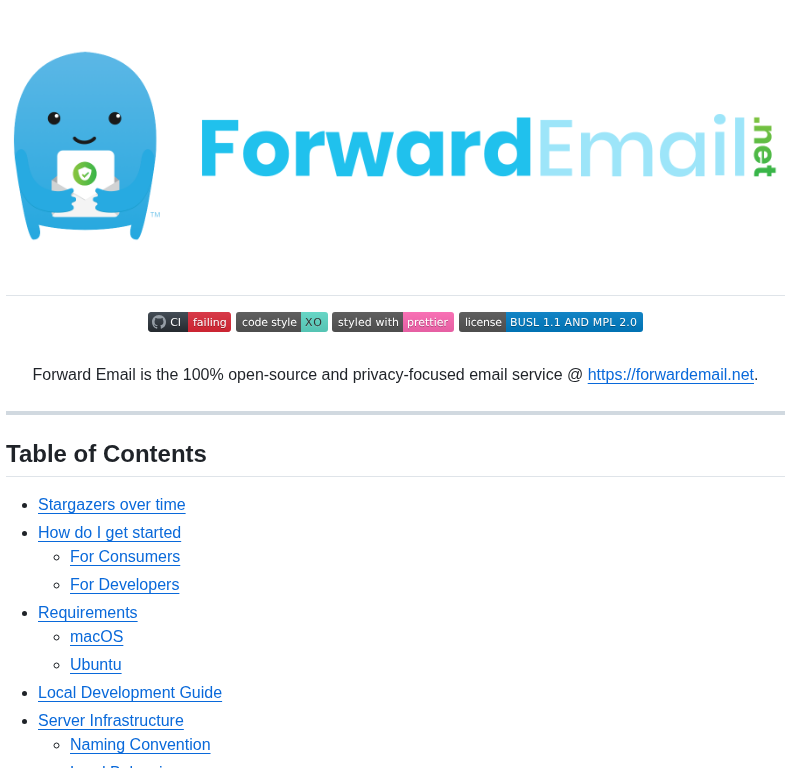 ForwardEmail.net
TM
CI failing code style XO styled with prettier license BUSL 1.1 AND MPL 2.0
Forward Email is the 100% open-source and privacy-focused email service @ https://forwardemail.net.
Table of Contents
Stargazers over time
How do I get started
For Consumers
For Developers
Requirements
macOS
Ubuntu
Local Development Guide
Server Infrastructure
Naming Convention